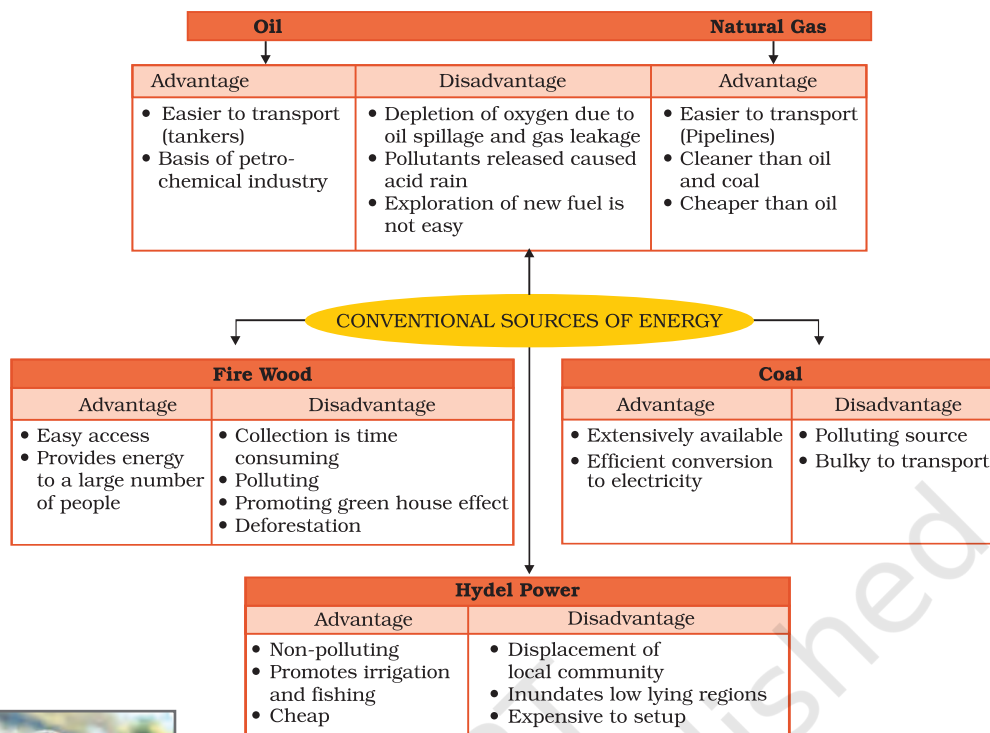 Oil
Natural Gas
Advantage
Disadvantage
Advantage
• Easier to transport
(tankers)
• Basis of petro-
chemical industry
• Depletion of oxygen due to
oil spillage and gas leakage
• Pollutants released caused
acid rain
• Exploration of new fuel is
not easy
• Easier to transport
(Pipelines)
• Cleaner than oil
and coal
• Cheaper than oil
CONVENTIONAL SOURCES OF ENERGY
Fire Wood
Advantage
Disadvantage
• Easy access
• Provides energy
to a large number
of people
• Collection is time
consuming
• Polluting
• Promoting green house effect
• Deforestation
Coal
Advantage
Disadvantage
• Extensively available
• Efficient conversion
to electricity
• Polluting source
• Bulky to transport
Hydel Power
Advantage
Disadvantage
• Non-polluting
• Promotes irrigation
and fishing
• Cheap
• Displacement of
local community
• Inundates low lying regions
• Expensive to setup